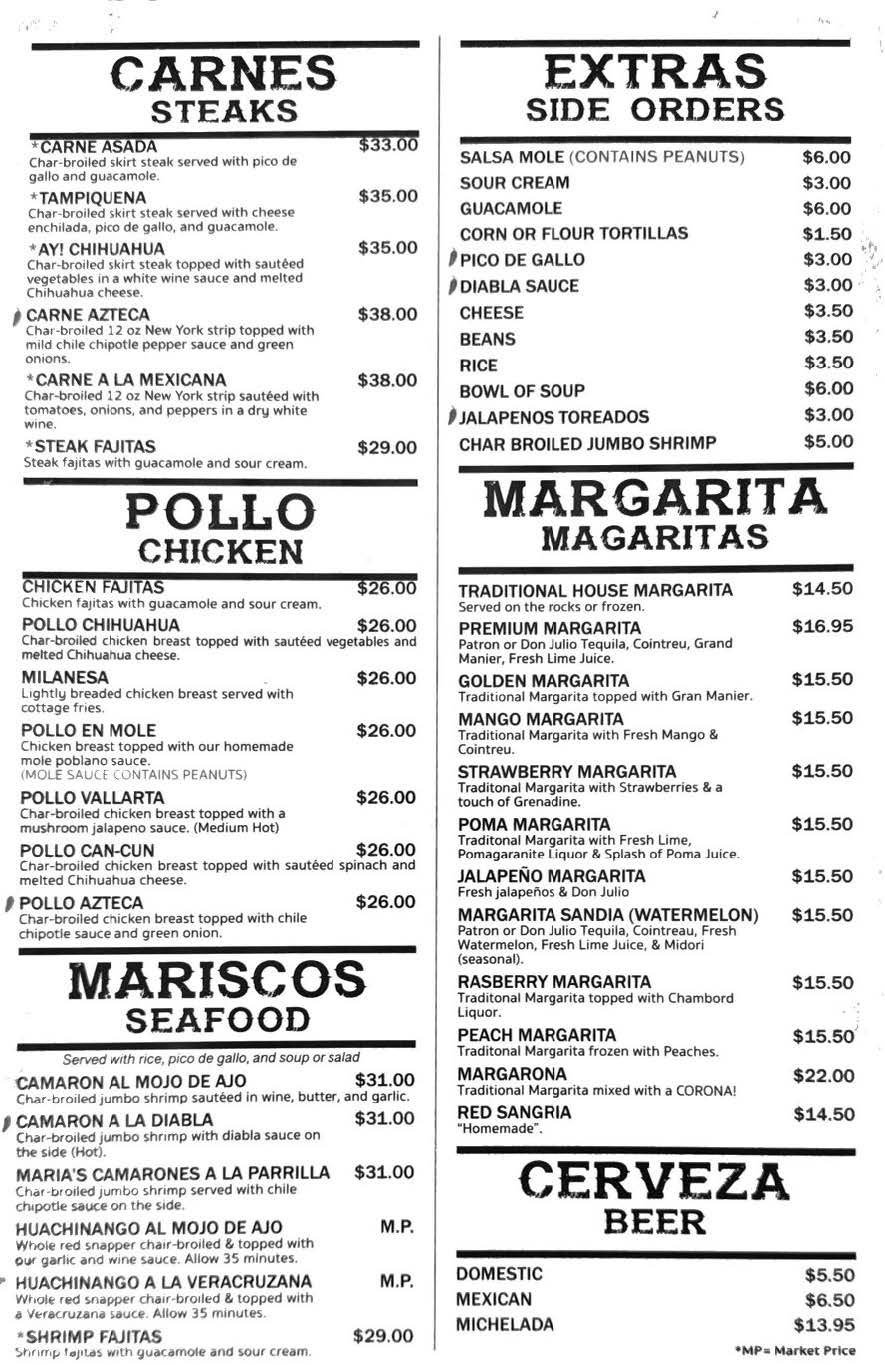 CARNES
STEAKS
*CARNE ASADA $33.00
Char-broiled skirt steak served with pico de
gallo and guacamole.
*TAMPIQUENA $35.00
Char-broiled skirt steak served with cheese
enchilada, pico de gallo, and guacamole.
*AY! CHIHUAHUA $35.00
Char-broiled skirt steak topped with sautéed
vegetables in a white wine sauce and melted
Chihuahua cheese.
CARNE AZTECA $38.00
Char-broiled 12 oz New York strip topped with
mild chile chipotle pepper sauce and green
onions.
*CARNE A LA MEXICANA $38.00
Char-broiled 12 oz New York strip sautéed with
tomatoes, onions, and peppers in a dry white
wine.
*STEAK FAJITAS $29.00
Steak fajitas with guacamole and sour cream.
POLLO
CHICKEN
CHICKEN FAJITAS $26.00
Chicken fajitas with guacamole and sour cream.
POLLO CHIHUAHUA $26.00
Char-broiled chicken breast topped with sautéed vegetables and
melted Chihuahua cheese.
MILANESA $26.00
Lightly breaded chicken breast served with
cottage fries.
POLLO EN MOLE $26.00
Chicken breast topped with our homemade
mole poblano sauce.
(MOLE SAUCE CONTAINS PEANUTS)
POLLO VALLARTA $26.00
Char-broiled chicken breast topped with a
mushroom jalapeno sauce. (Medium Hot)
POLLO CAN-CUN $26.00
Char-broiled chicken breast topped with sautéed spinach and
melted Chihuahua cheese.
POLLO AZTECA $26.00
Char-broiled chicken breast topped with chile
chipotle sauce and green onion.
MARISCOS
SEAFOOD
Served with rice, pico de gallo, and soup or salad
CAMARON AL MOJO DE AJO $31.00
Char-broiled jumbo shrimp sautéed in wine, butter, and garlic.
CAMARON A LA DIABLA $31.00
Char-broiled jumbo shrimp with diabla sauce on
the side (Hot).
MARIA'S CAMARONES A LA PARRILLA $31.00
Char-broiled jumbo shrimp served with chile
chipotle sauce on the side.
HUACHINANGO AL MOJO DE AJO M.P.
Whole red snapper chair-broiled & topped with
our garlic and wine sauce. Allow 35 minutes.
HUACHINANGO A LA VERACRUZANA M.P.
Whole red snapper chair-broiled & topped with
a Veracruzana sauce. Allow 35 minutes.
*SHRIMP FAJITAS $29.00
Shrimp fajitas with guacamole and sour cream.
EXTRAS
SIDE ORDERS
SALSA MOLE (CONTAINS PEANUTS) $6.00
SOUR CREAM $3.00
GUACAMOLE $6.00
CORN OR FLOUR TORTILLAS $1.50
PICO DE GALLO $3.00
DIABLA SAUCE $3.00
CHEESE $3.50
BEANS $3.50
RICE $3.50
BOWL OF SOUP $6.00
JALAPENOS TOREADOS $3.00
CHAR BROILED JUMBO SHRIMP $5.00
MARGARITA
MAGARITAS
TRADITIONAL HOUSE MARGARITA $14.50
Served on the rocks or frozen.
PREMIUM MARGARITA $16.95
Patron or Don Julio Tequila, Cointreu, Grand
Manier, Fresh Lime Juice.
GOLDEN MARGARITA $15.50
Traditional Margarita topped with Gran Manier.
MANGO MARGARITA $15.50
Traditional Margarita with Fresh Mango &
Cointreu.
STRAWBERRY MARGARITA $15.50
Traditonal Margarita with Strawberries & a
touch of Grenadine.
POMA MARGARITA $15.50
Traditonal Margarita with Fresh Lime,
Pomagaranite Liquor & Splash of Poma Juice.
JALAPEÑO MARGARITA $15.50
Fresh jalapeños & Don Julio
MARGARITA SANDIA (WATERMELON) $15.50
Patron or Don Julio Tequila, Cointreau, Fresh
Watermelon, Fresh Lime Juice, & Midori
(seasonal).
RASBERRY MARGARITA $15.50
Traditonal Margarita topped with Chambord
Liquor.
PEACH MARGARITA $15.50
Traditonal Margarita frozen with Peaches.
MARGARONA $22.00
Traditional Margarita mixed with a CORONA!
RED SANGRIA $14.50
"Homemade".
CERVEZA
BEER
DOMESTIC $5.50
MEXICAN $6.50
MICHELADA $13.95
*MP= Market Price